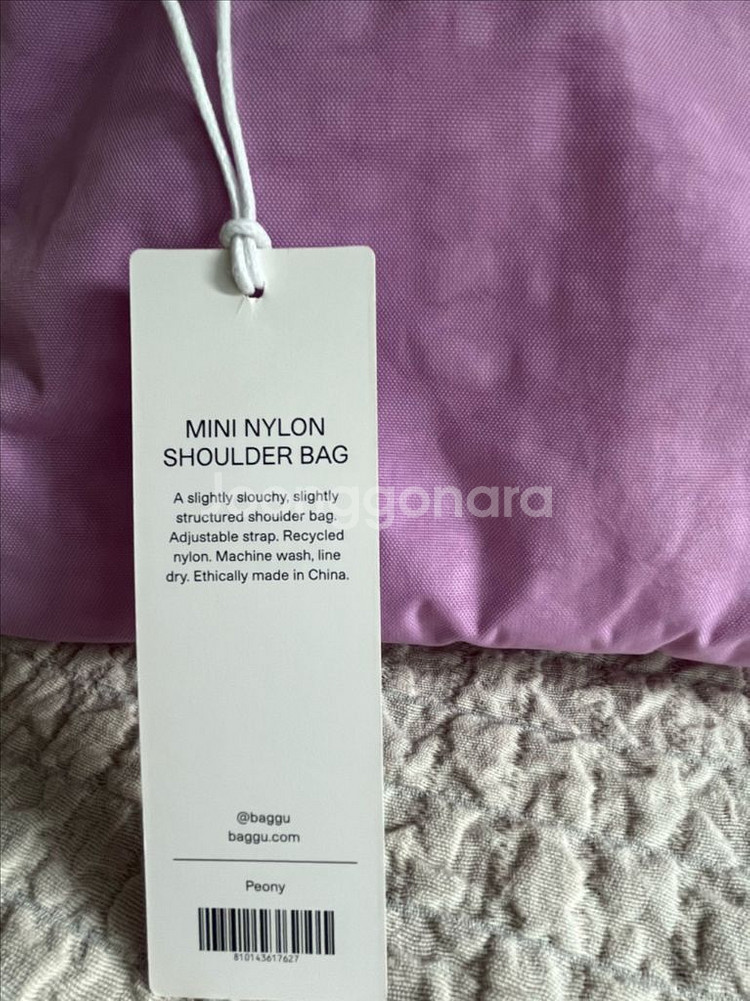 MINI NYLON
SHOULDER BAG
A slightly slouchy, slightly
structured shoulder bag.
Adjustable strap. Recycled
nylon. Machine wash, line
dry. Ethically made in China.
Joonggonara
@baggu
baggu.com
Peony
810143617627